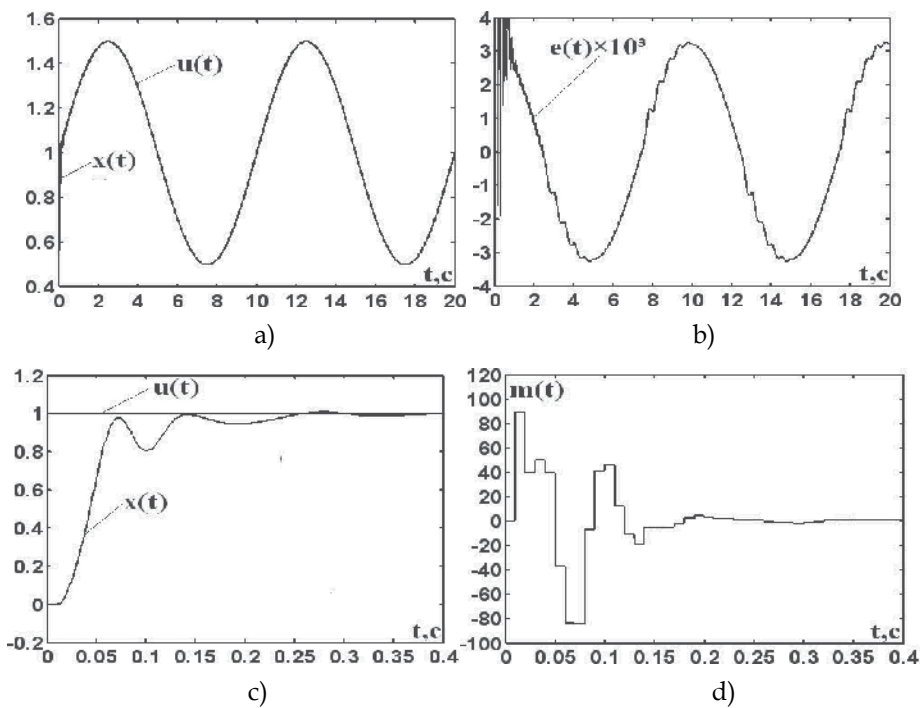 1.6
1.4
1.2
1
0.8
0.6
0.4
u(t)
x(t)
t,c
0 2 4 6 8 10 12 14 16 18 20
a)
4
3
2
1
0
-1
-2
-3
-4
e(t)×10³
t,c
0 2 4 6 8 10 12 14 16 18 20
b)
1.2
1
0.8
0.6
0.4
0.2
0
-0.2
u(t)
x(t)
t,c
0 0.05 0.1 0.15 0.2 0.25 0.3 0.35 0.4
c)
120
100
80
60
40
20
0
-20
-40
-60
-80
-100
m(t)
t,c
0 0.05 0.1 0.15 0.2 0.25 0.3 0.35 0.4
d)